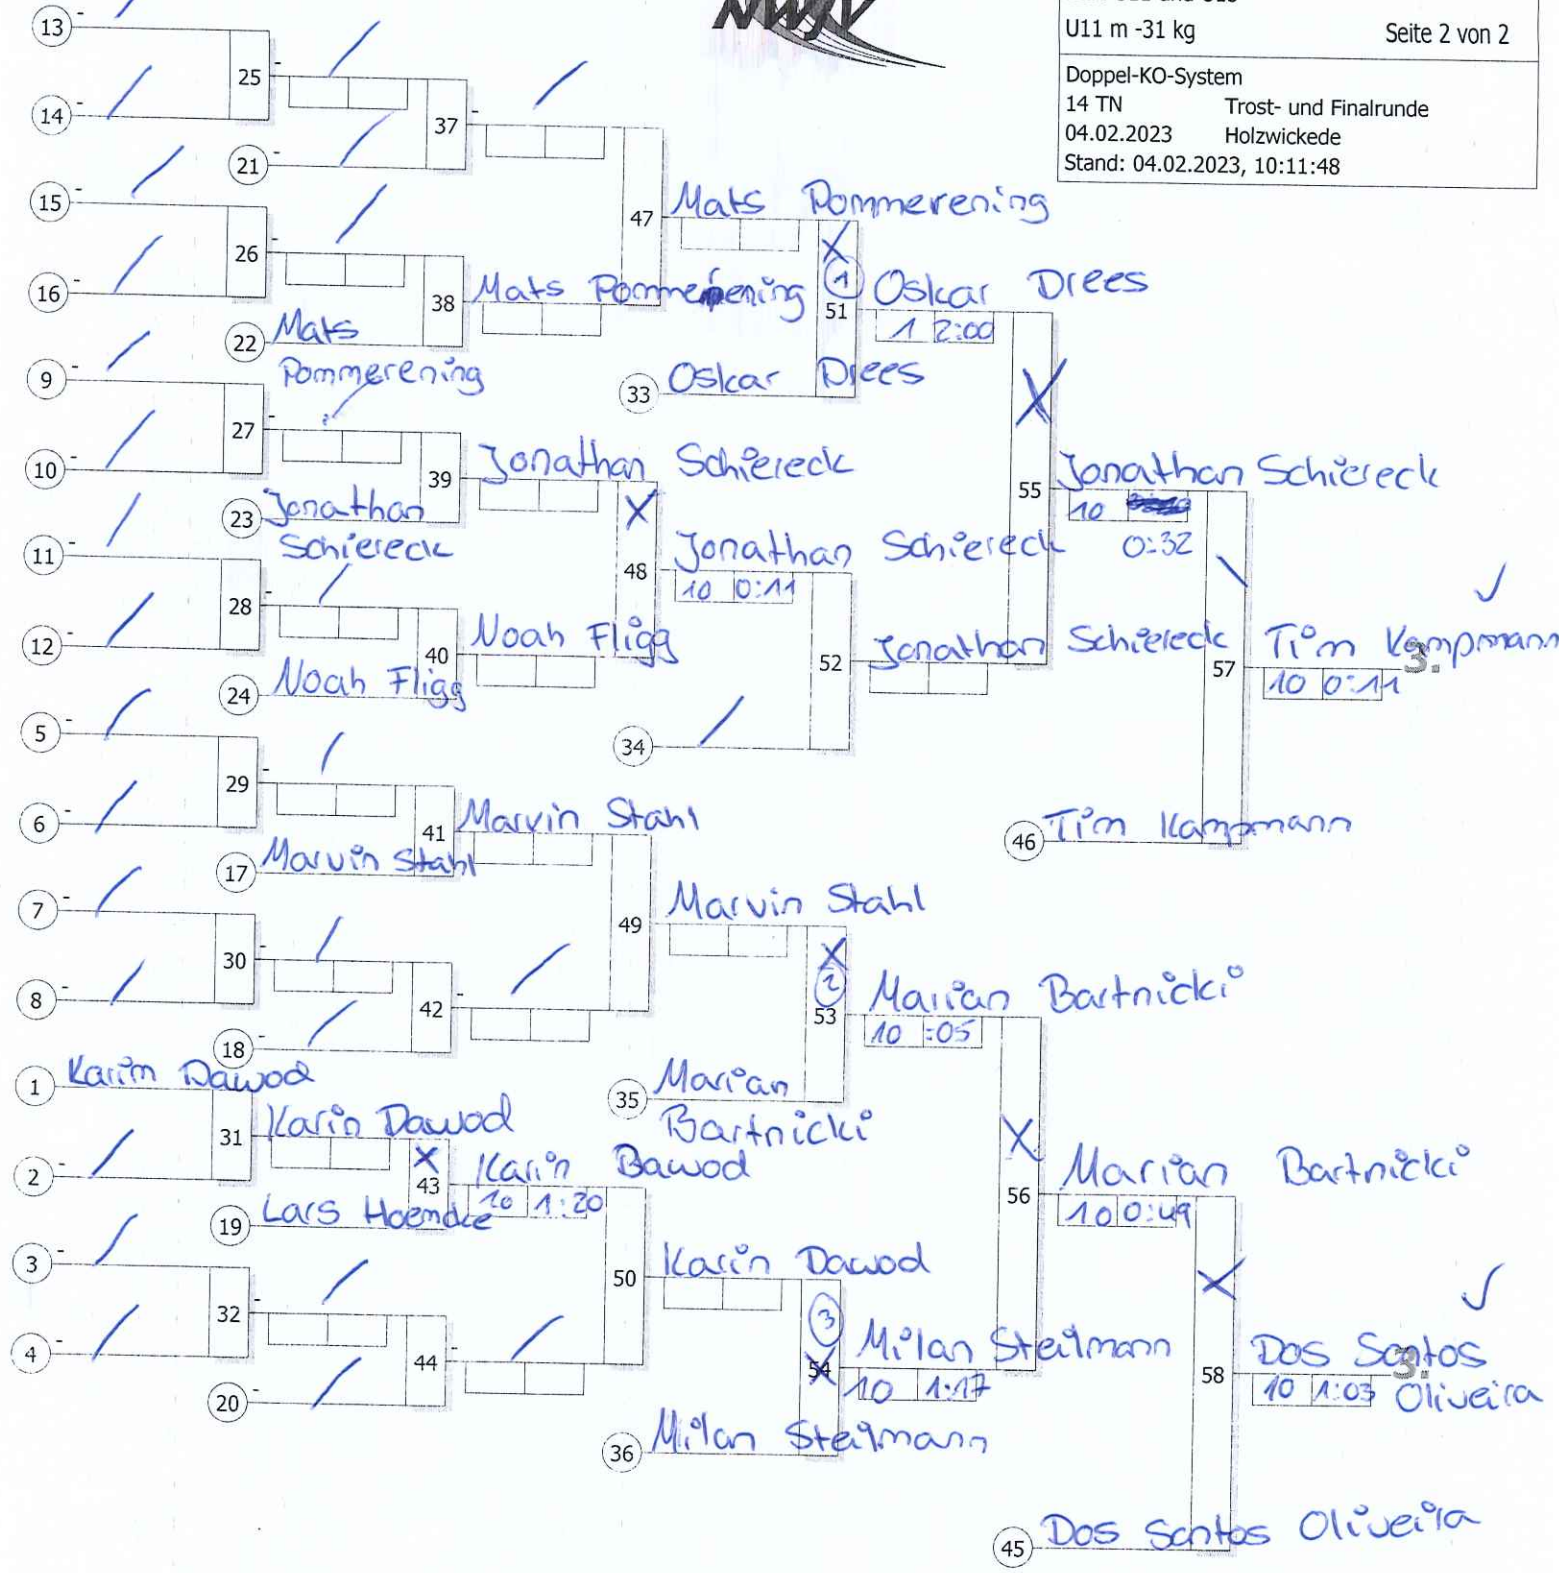 NWJV
U11 m -31 kg Seite 2 von 2
Doppel-KO-System
14 TN Trost- und Finalrunde
04.02.2023 Holzwickede
Stand: 04.02.2023, 10:11:48
13 -
25 -
14 -
37 -
21 -
15 -
47 Mats Pommerening
26 -
16 -
38 Mats Pommerening
X 1 51 Oskar Drees
1 2:00
22 Mats
Pommerening
33 Oskar Drees
9 -
27 -
10 -
39 Jonathan Schiereck
23 Jonathan
Schiereck
X
55 Jonathan Schiereck
10
0:32
11 -
X 48 Jonathan Schiereck
10 0:11
28 -
12 -
40 Noah Fligg
24 Noah Fligg
52 Jonathan Schiereck
57 Tim Kampmann
3.
10 0:11
5 -
34 -
29 -
6 -
41 Marvin Stahl
46 Tim Kampmann
17 Marvin Stahl
7 -
49 Marvin Stahl
30 -
8 -
42 -
18 -
X 2 53 Marian Bartnicki
10 :05
1 Karim Dawod
35 Marian
Bartnicki
31 Karin Dawod
2 -
X 43 Karin Bawod
10 1:20
19 Lars Hoemdke
X 56 Marian Bartnicki
10 0:49
3 -
50 Karin Dawod
32 -
4 -
44 -
20 -
3 X 54 Milan Steilmann
10 1:17
X 58 Dos Santos
3.
10 1:03 Oliveira
36 Milan Steilmann
45 Dos Santos Oliveira